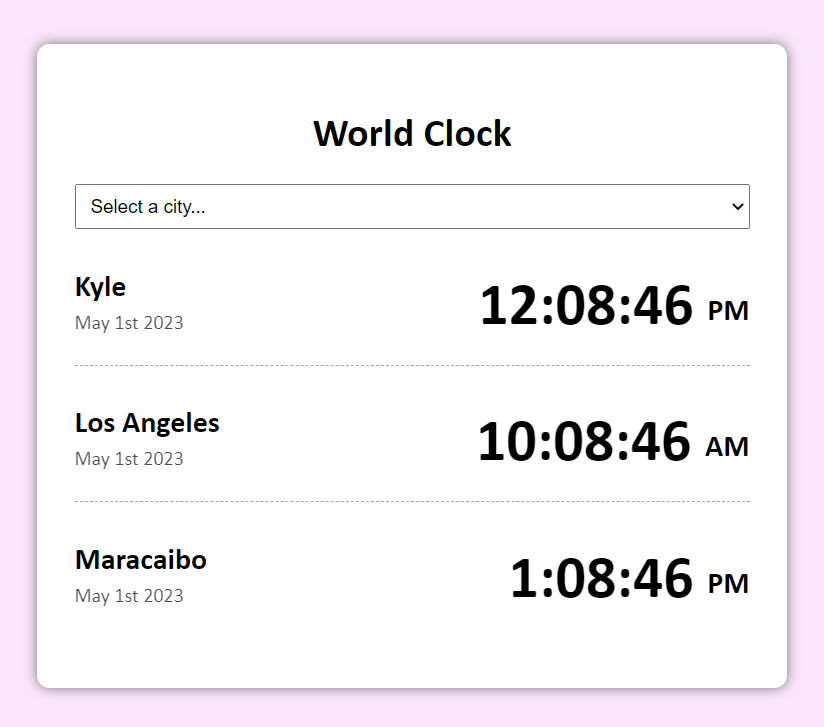 World Clock
Select a city...
Kyle
May 1st 2023
12:08:46 PM
Los Angeles
May 1st 2023
10:08:46 AM
Maracaibo
May 1st 2023
1:08:46 PM